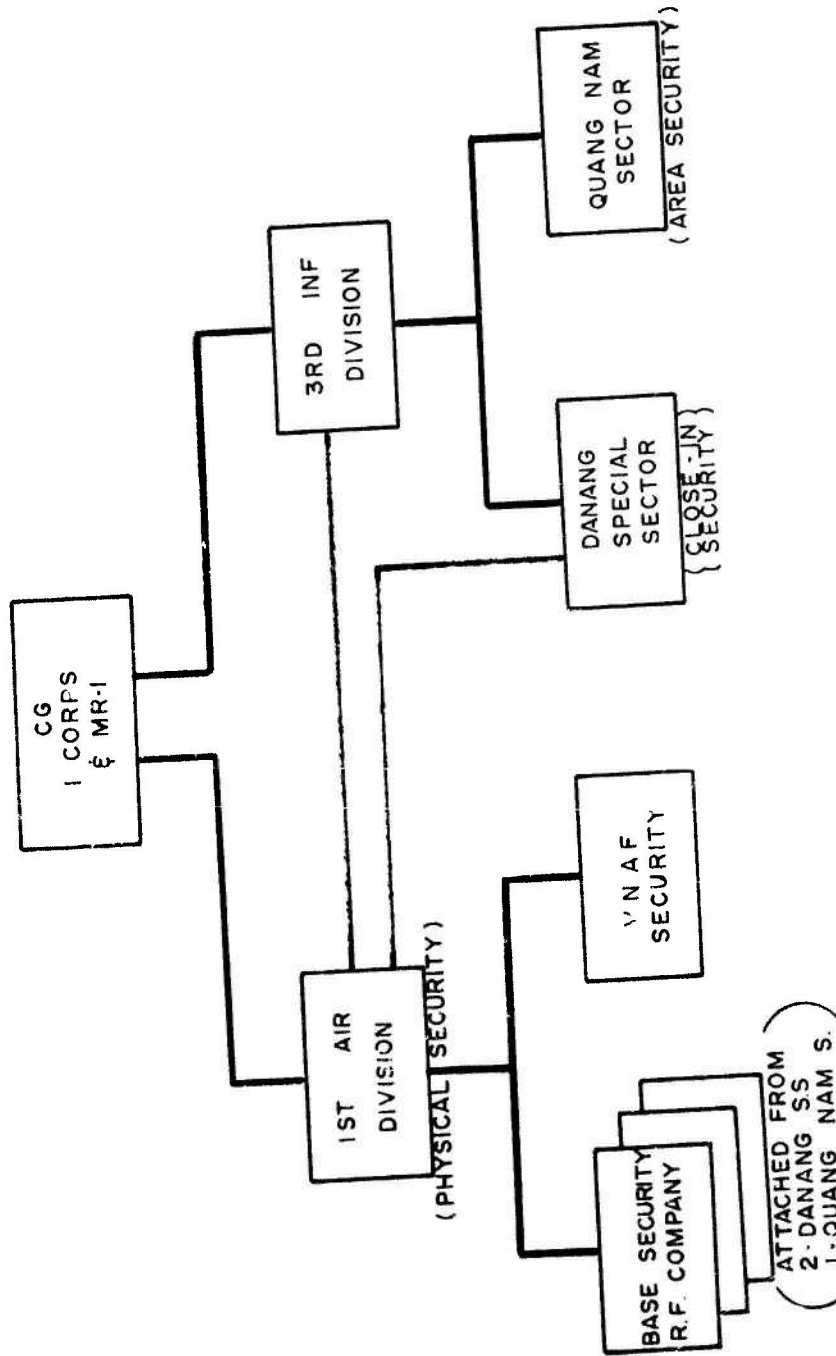 CG
I CORPS
& MR-1
1ST AIR
DIVISION
(PHYSICAL SECURITY)
3RD INF
DIVISION
BASE SECURITY
R.F. COMPANY
ATTACHED FROM
2-DANANG S.S
1-QUANG NAM S.
VNAF
SECURITY
DANANG
SPECIAL
SECTOR
{CLOSE-IN
SECURITY}
QUANG NAM
SECTOR
(AREA SECURITY)